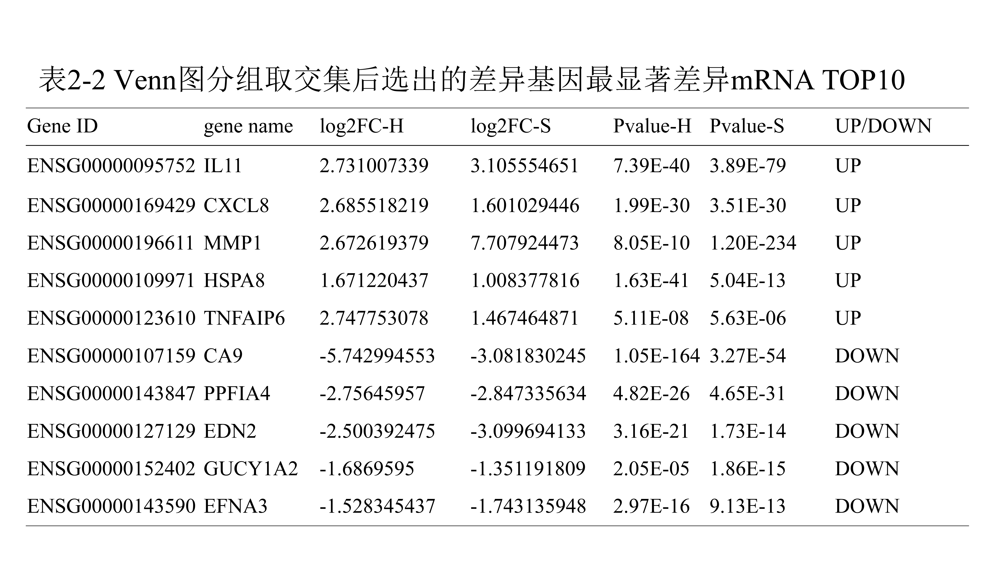 表2-2 Venn图分组取交集后选出的差异基因最显著差异mRNA TOP10
Gene ID gene name log2FC-H log2FC-S Pvalue-H Pvalue-S UP/DOWN
ENSG00000095752 IL11 2.731007339 3.105554651 7.39E-40 3.89E-79 UP
ENSG00000169429 CXCL8 2.685518219 1.601029446 1.99E-30 3.51E-30 UP
ENSG00000196611 MMP1 2.672619379 7.707924473 8.05E-10 1.20E-234 UP
ENSG00000109971 HSPA8 1.671220437 1.008377816 1.63E-41 5.04E-13 UP
ENSG00000123610 TNFAIP6 2.747753078 1.467464871 5.11E-08 5.63E-06 UP
ENSG00000107159 CA9 -5.742994553 -3.081830245 1.05E-164 3.27E-54 DOWN
ENSG00000143847 PPFIA4 -2.75645957 -2.847335634 4.82E-26 4.65E-31 DOWN
ENSG00000127129 EDN2 -2.500392475 -3.099694133 3.16E-21 1.73E-14 DOWN
ENSG00000152402 GUCY1A2 -1.6869595 -1.351191809 2.05E-05 1.86E-15 DOWN
ENSG00000143590 EFNA3 -1.528345437 -1.743135948 2.97E-16 9.13E-13 DOWN